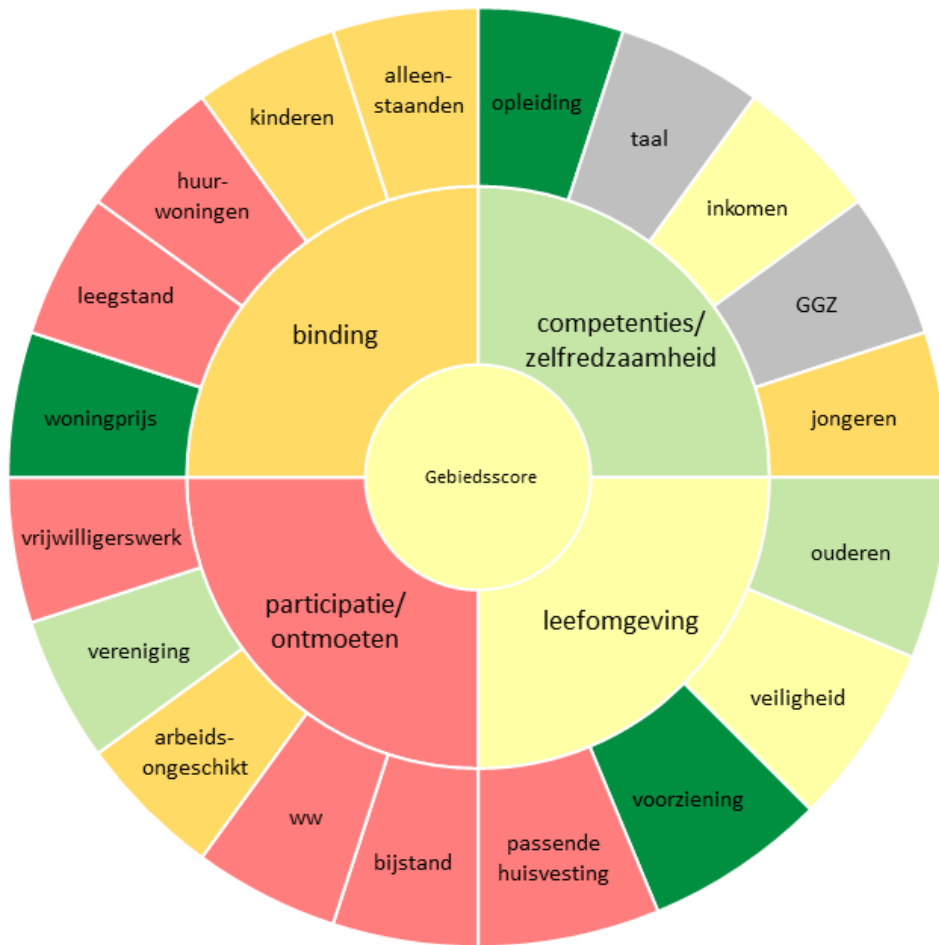 alleen-
staanden
opleiding
kinderen
taal
huur-
woningen
inkomen
leegstand
GGZ
binding
competenties/
zelfredzaamheid
woningprijs
jongeren
Gebiedsscore
vrijwilligerswerk
ouderen
participatie/
ontmoeten
leefomgeving
vereniging
veiligheid
arbeids-
ongeschikt
voorziening
ww
bijstand
passende
huisvesting